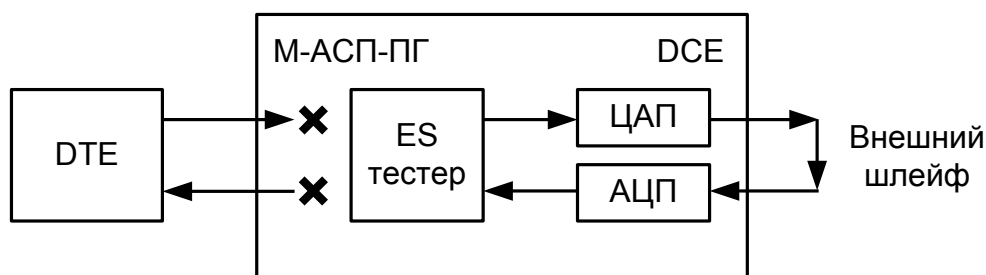 М-АСП-ПГ
DCE
DTE
ES
тестер
ЦАП
АЦП
Внешний
шлейф